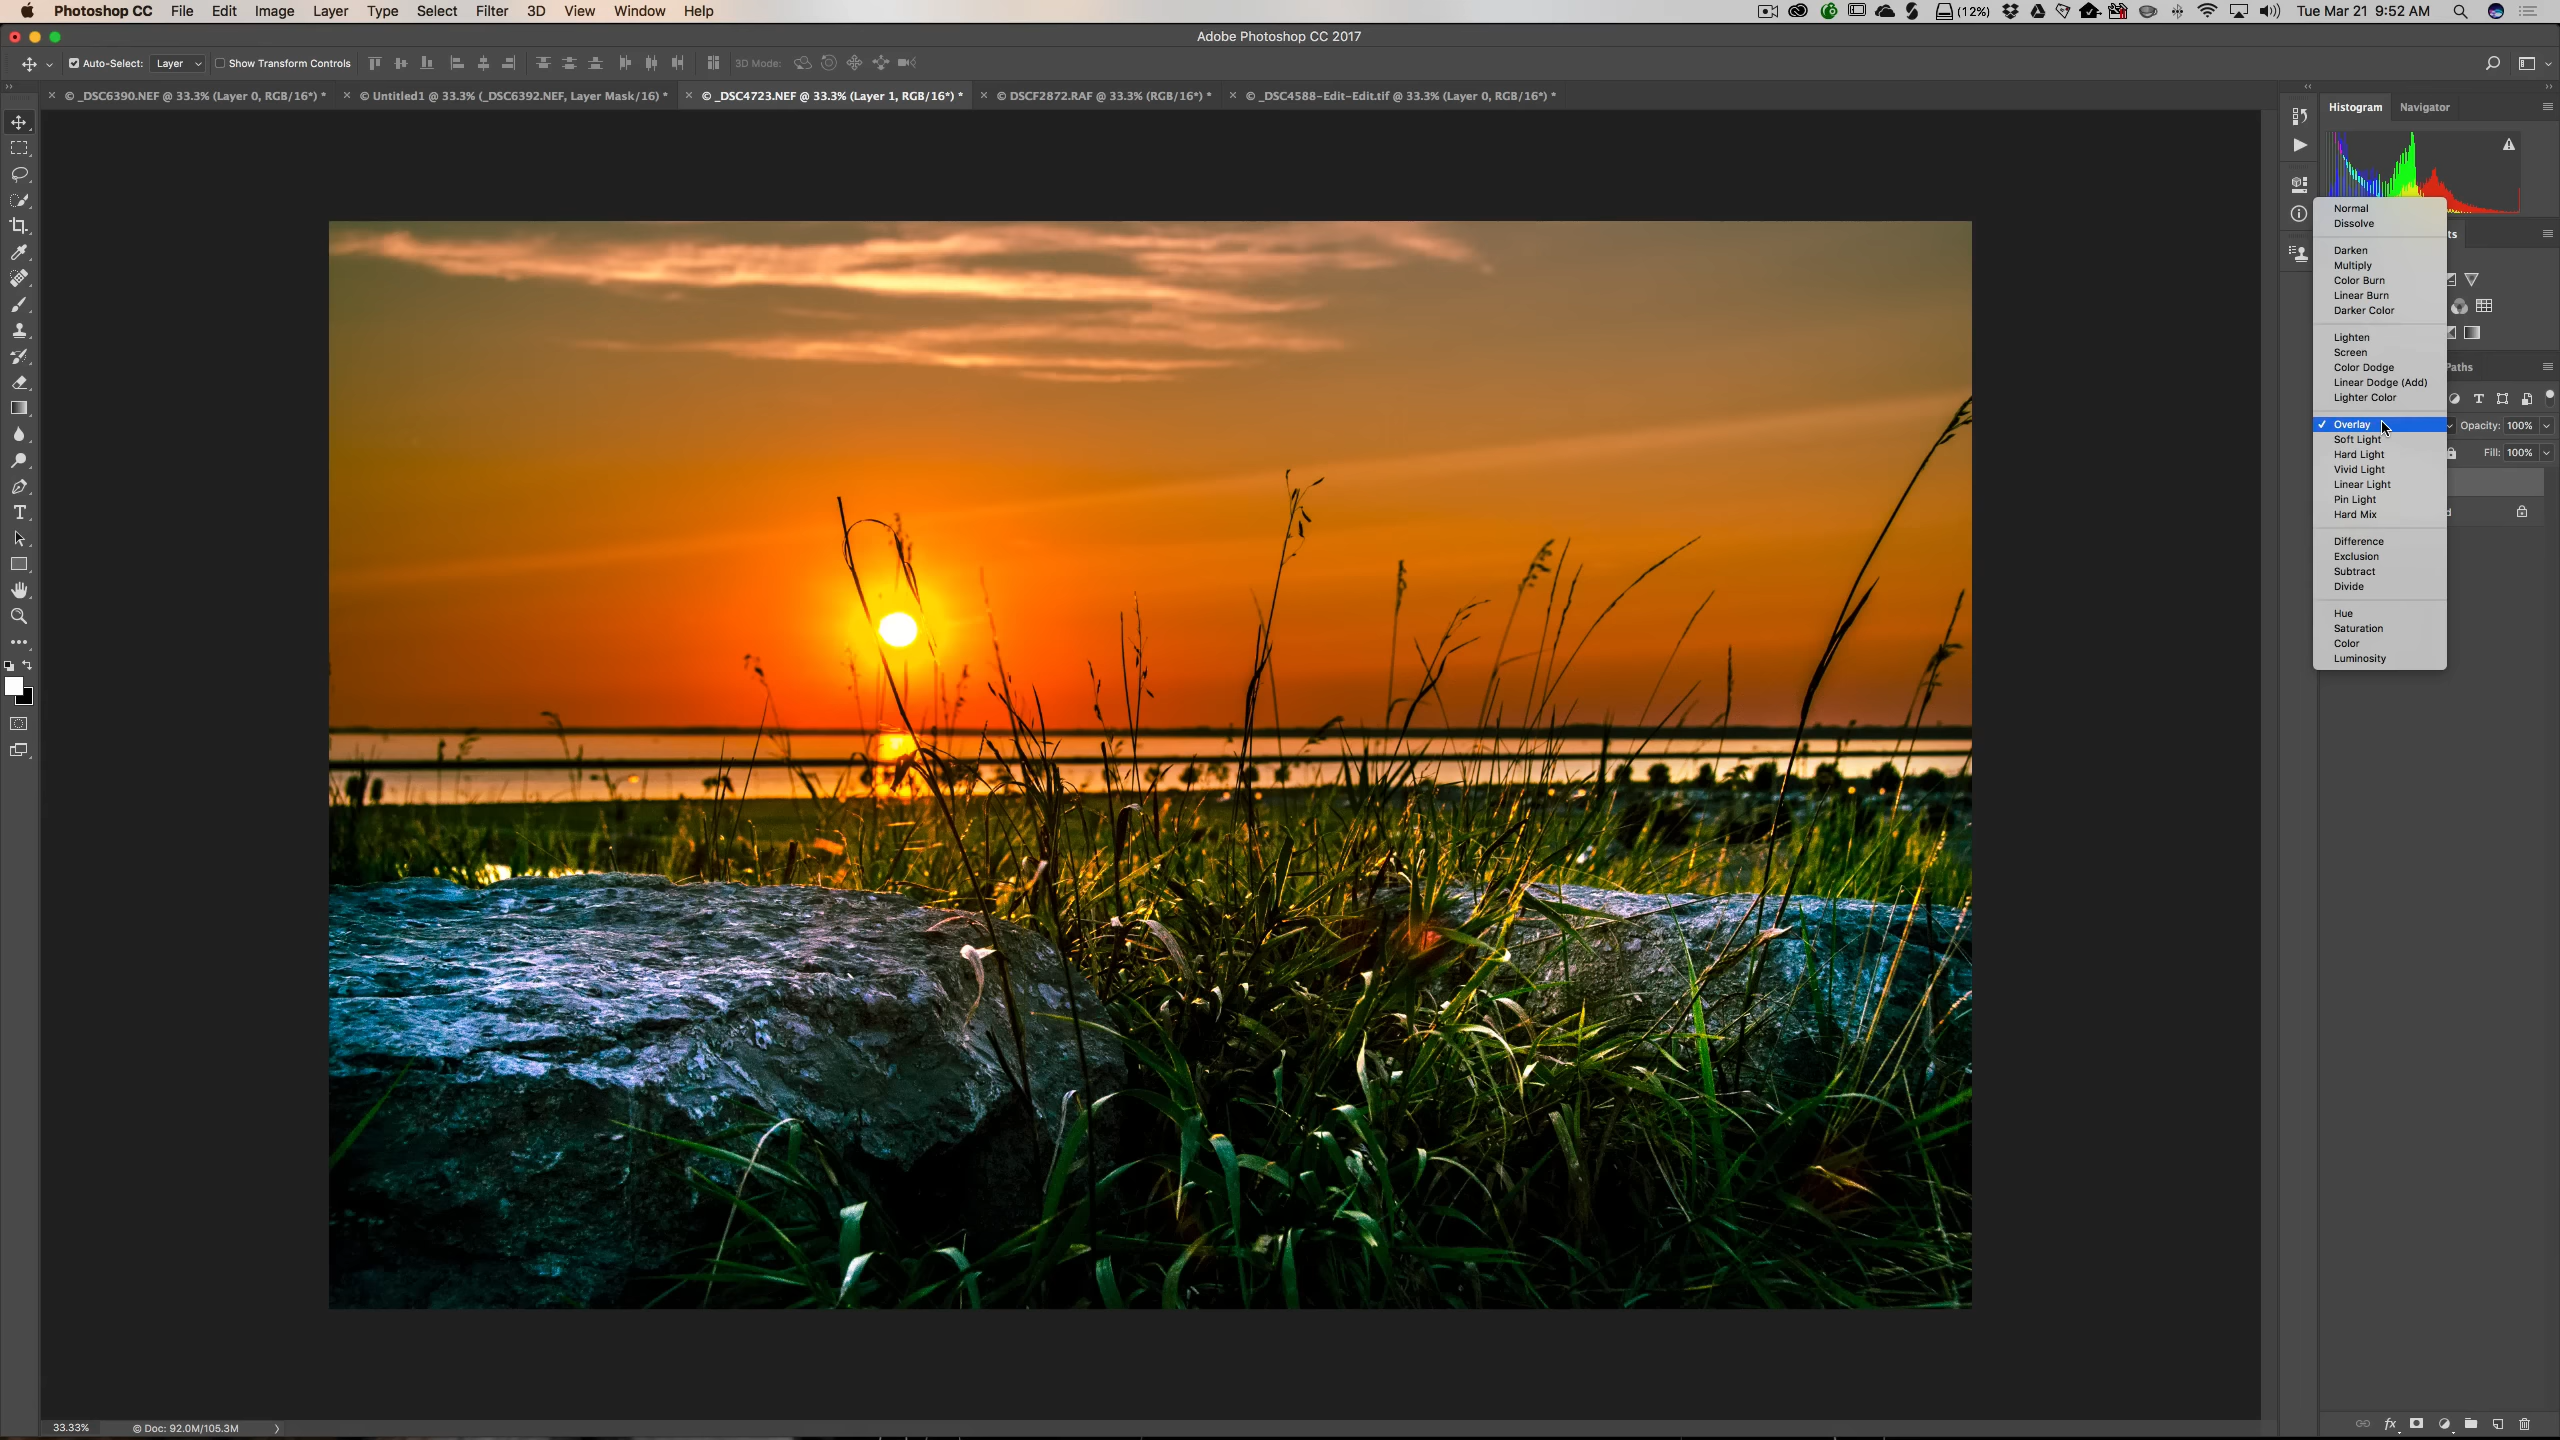 Photoshop CC File Edit Image Layer Type Select Filter 3D View Window Help (12%) Tue Mar 21 9:52 AM
Adobe Photoshop CC 2017
Auto-Select: Layer Show Transform Controls 3D Mode:
© _DSC6390.NEF @ 33.3% (Layer 0, RGB/16*) * © Untitled1 @ 33.3% (_DSC6392.NEF, Layer Mask/16) * © _DSC4723.NEF @ 33.3% (Layer 1, RGB/16*) * © DSCF2872.RAF @ 33.3% (RGB/16*) * © _DSC4588-Edit-Edit.tif @ 33.3% (Layer 0, RGB/16*) *
Histogram Navigator
Normal
Dissolve
ts
Darken
Multiply
Color Burn
Linear Burn
Darker Color
Lighten
Screen
Color Dodge
Paths
Linear Dodge (Add)
Lighter Color
Overlay Opacity: 100%
Soft Light
Hard Light Fill: 100%
Vivid Light
Linear Light
Pin Light
Hard Mix
Difference
Exclusion
Subtract
Divide
Hue
Saturation
Color
Luminosity
33.33% © Doc: 92.0M/105.3M
fx